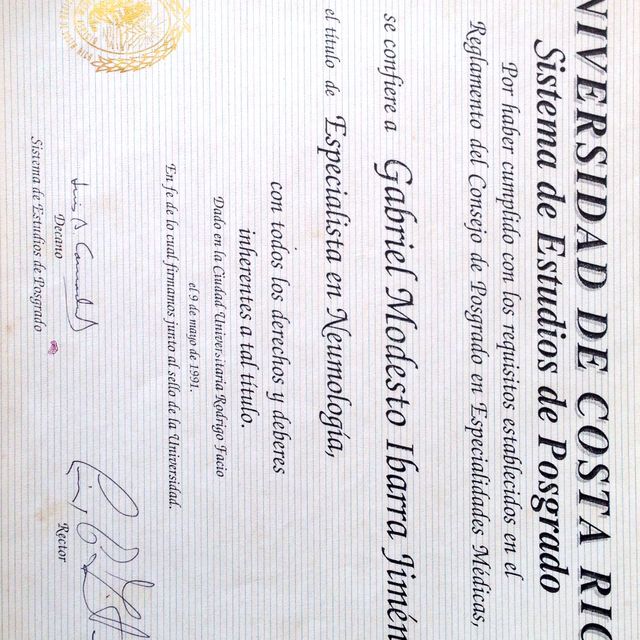 NIVERSIDAD DE COSTA RIC
Sistema de Estudios de Posgrado
Por haber cumplido con los requisitos establecidos en el
Reglamento del Consejo de Posgrado en Especialidades Médicas,
se confiere a Gabriel Modesto Ibarra Jimén
el título de Especialista en Neumología,
con todos los derechos y deberes
inherentes a tal título.
Dado en la Ciudad Universitaria Rodrigo Facio
el 9 de mayo de 1991.
En fe de lo cual firmamos junto al sello de la Universidad.
Decano
Rector
Sistema de Estudios de Posgrado